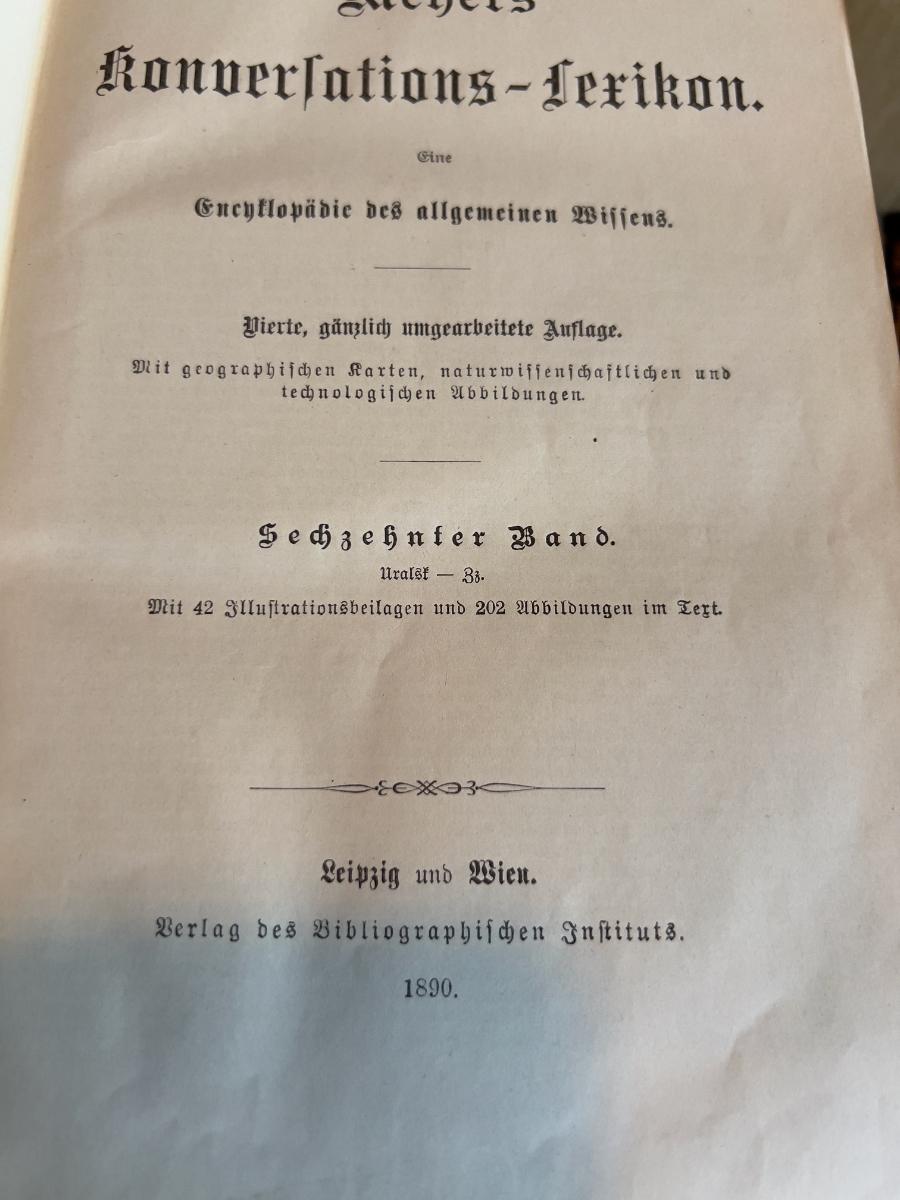 Meyers
Konversations-Lexikon.
Eine
Encyklopädie des allgemeinen Wissens.
Vierte, gänzlich umgearbeitete Auflage.
Mit geographischen Karten, naturwissenschaftlichen und
technologischen Abbildungen.
Sechzehnter Band.
Uralsk — Zz.
Mit 42 Illustrationsbeilagen und 202 Abbildungen im Text.
Leipzig und Wien.
Verlag des Bibliographischen Instituts.
1890.